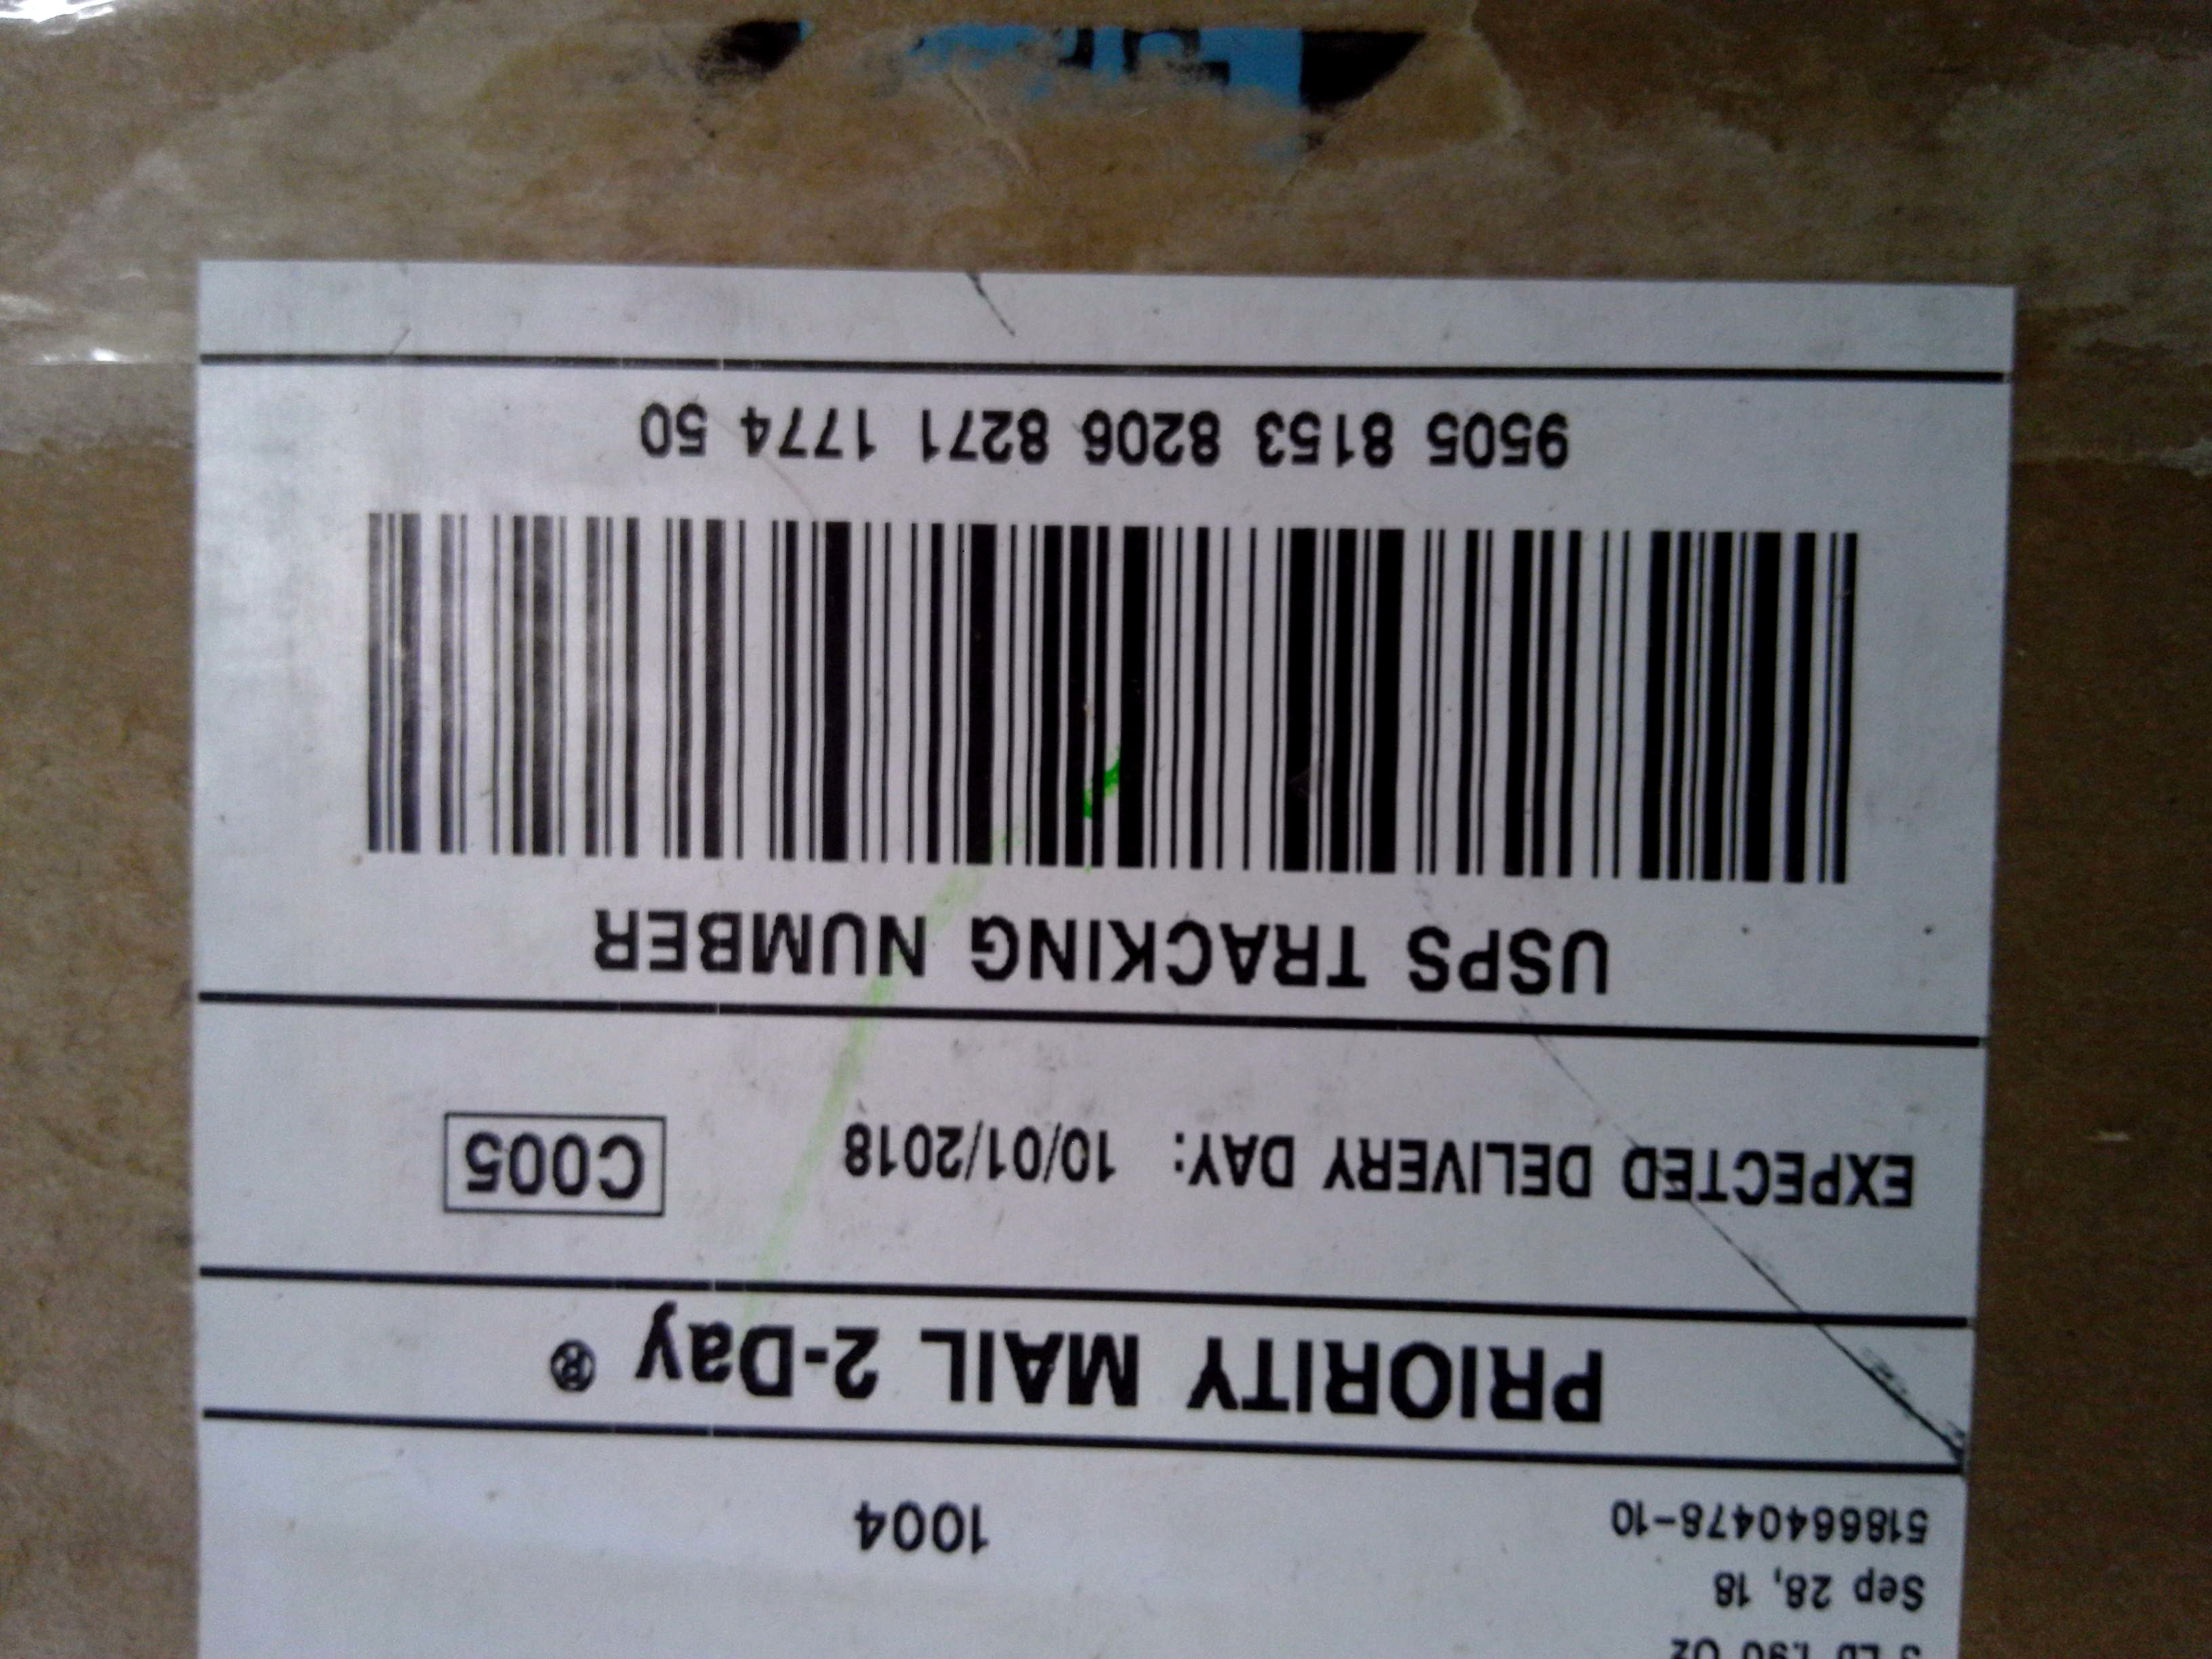 Sep 28, 18
5186640478-10
1004
PRIORITY MAIL 2-Day ®
EXPECTED DELIVERY DAY: 10/01/2018
C005
USPS TRACKING NUMBER
9505 8153 8206 8271 1774 50